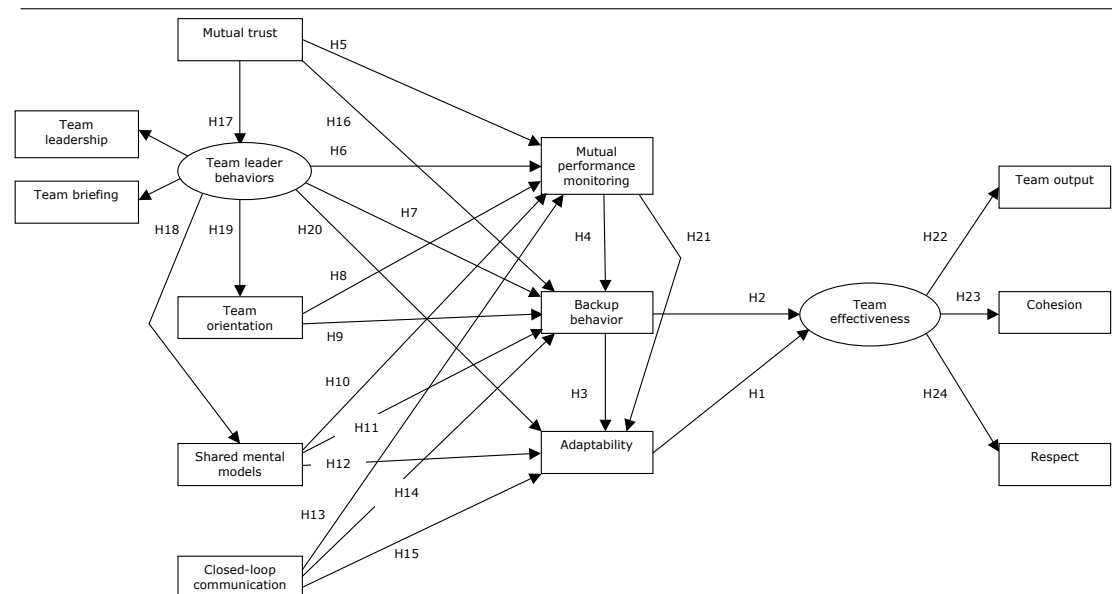 Mutual trust
H5
H17
H16
Team
leadership
H6
Team leader
behaviors
Mutual
performance
monitoring
Team briefing
Team output
H7
H18
H19
H20
H4
H21
H22
H8
Team
orientation
H9
Backup
behavior
H2
Team
effectiveness
H23
Cohesion
H10
H3
H1
H24
H11
Adaptability
Shared mental
models
H12
Respect
H14
H13
H15
Closed-loop
communication